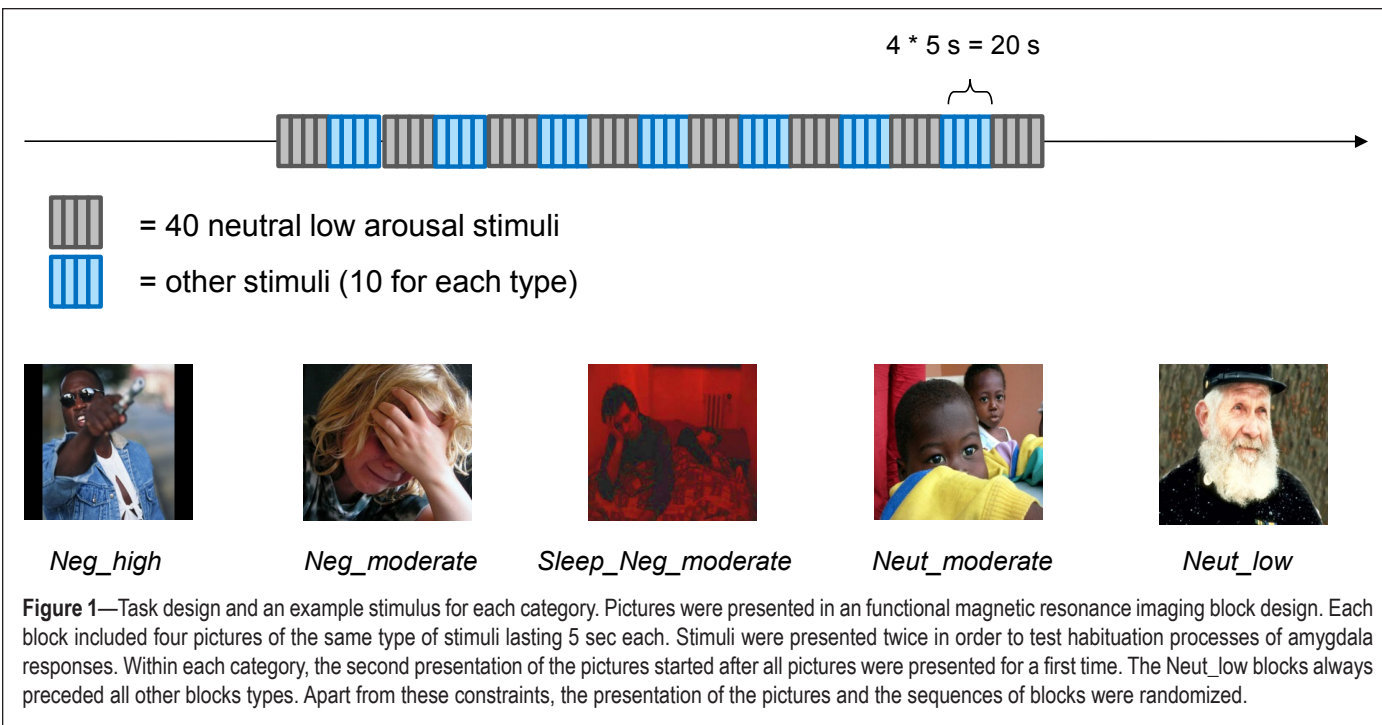 4 * 5 s = 20 s
= 40 neutral low arousal stimuli
= other stimuli (10 for each type)
Neg_high Neg_moderate Sleep_Neg_moderate Neut_moderate Neut_low
Figure 1—Task design and an example stimulus for each category. Pictures were presented in an functional magnetic resonance imaging block design. Each
block included four pictures of the same type of stimuli lasting 5 sec each. Stimuli were presented twice in order to test habituation processes of amygdala
responses. Within each category, the second presentation of the pictures started after all pictures were presented for a first time. The Neut_low blocks always
preceded all other blocks types. Apart from these constraints, the presentation of the pictures and the sequences of blocks were randomized.